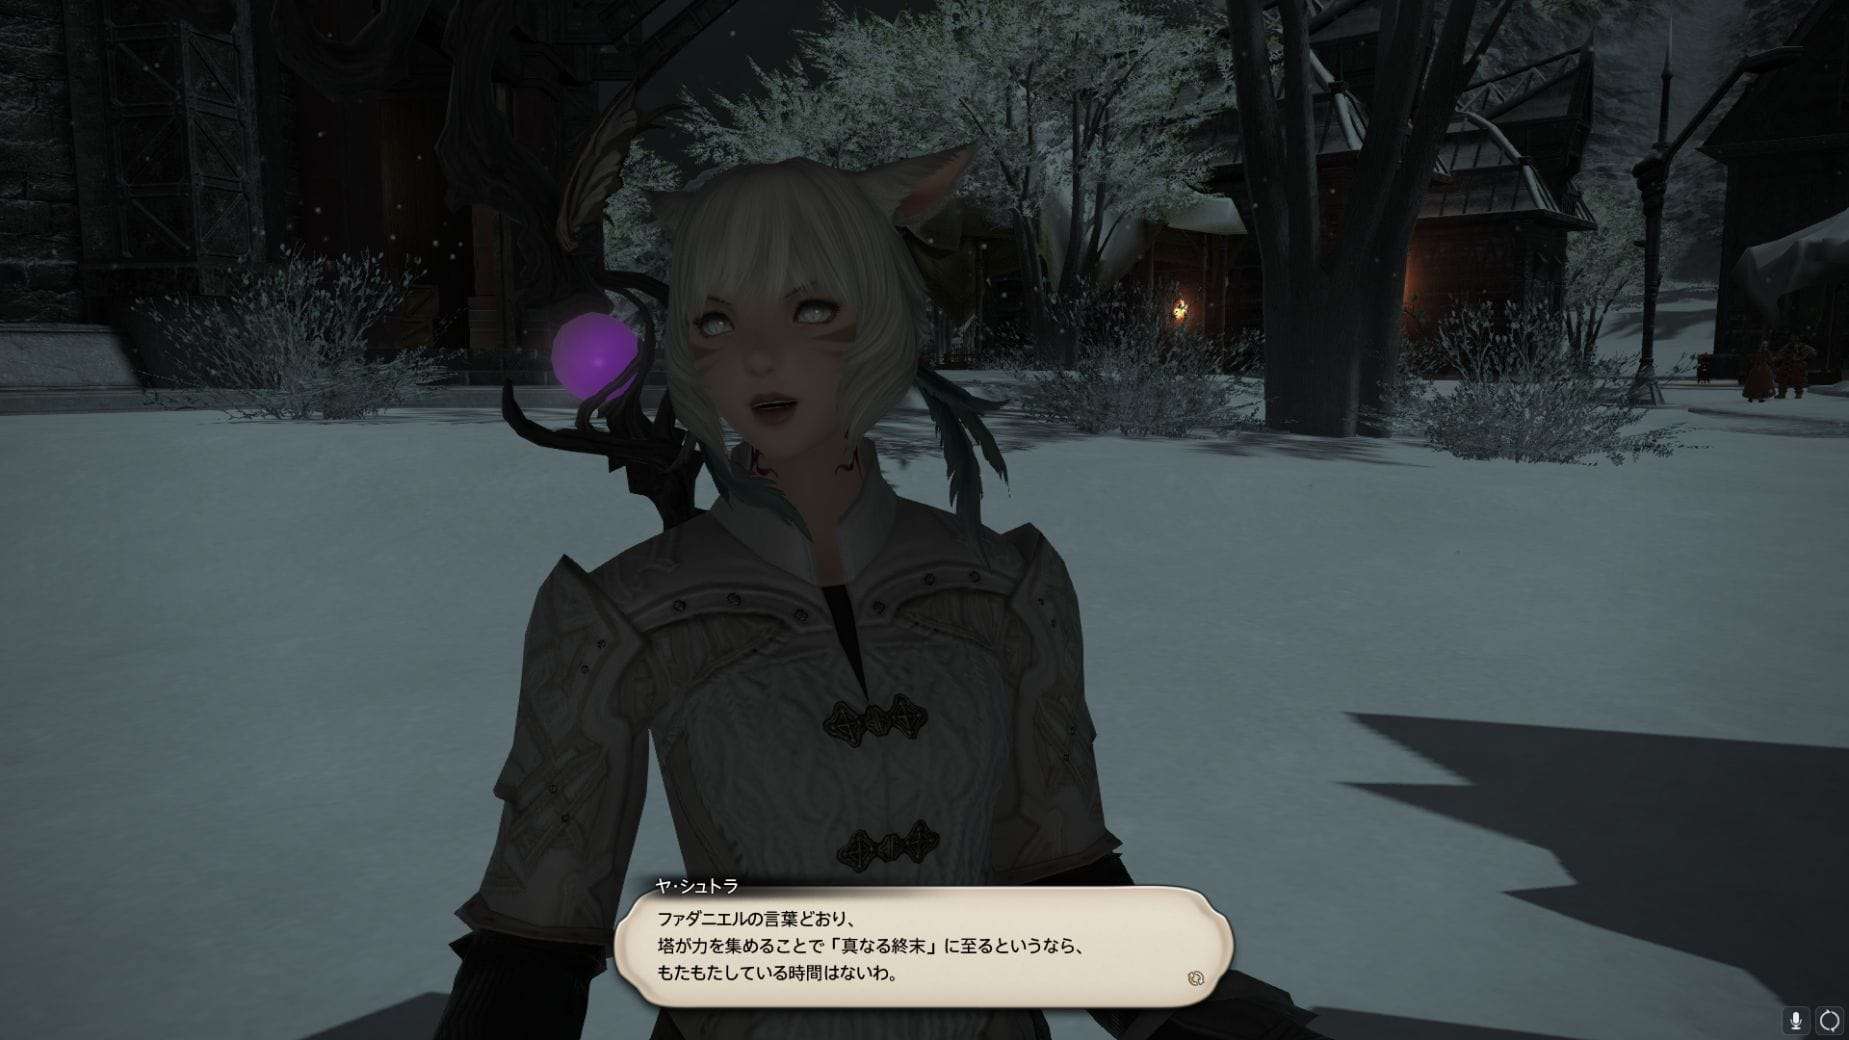 ヤ・シュトラ
ファダニエルの言葉どおり、
塔が力を集めることで「真なる終末」に至るというなら、
もたもたしている時間はないわ。